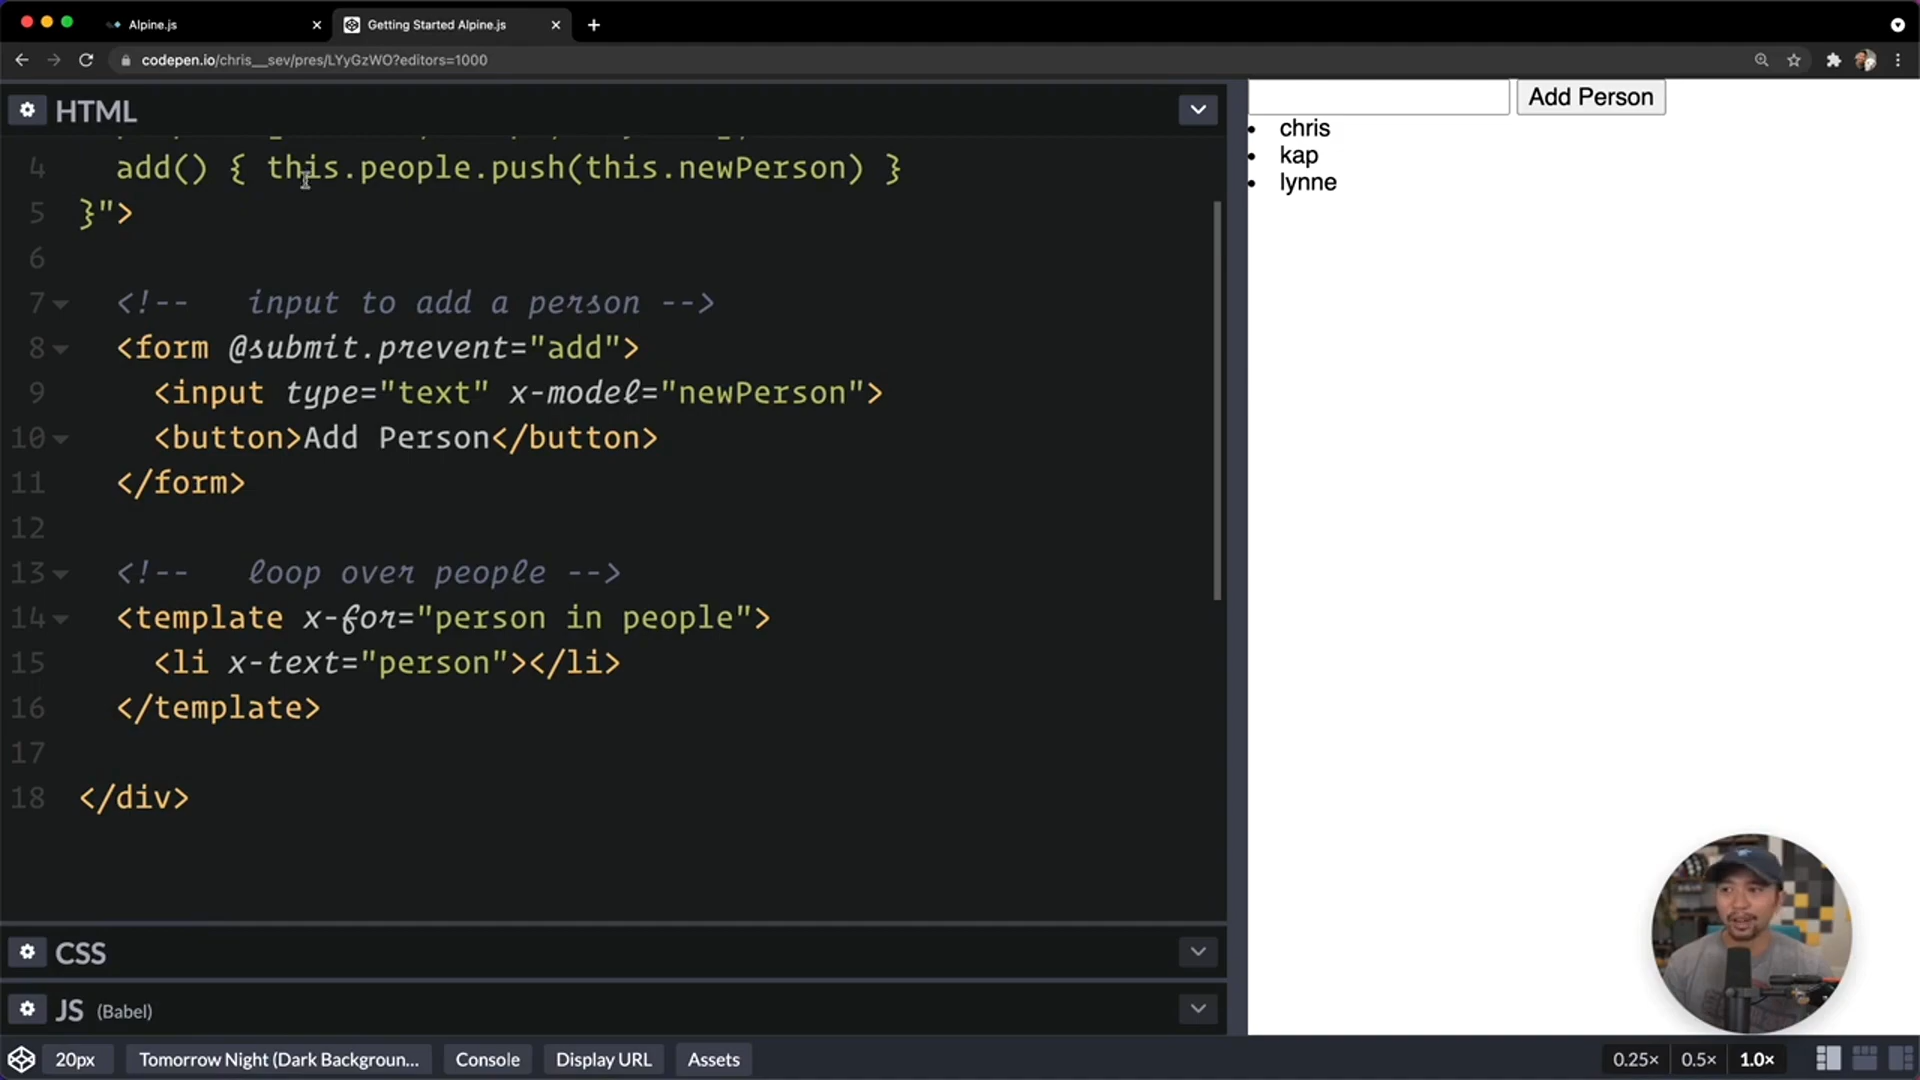 Alpine.js
Getting Started Alpine.js
codepen.io/chris__sev/pres/LYyGzWO?editors=1000
HTML
4 add() { this.people.push(this.newPerson) }
5 }">
6
7 <!-- input to add a person -->
8 <form @submit.prevent="add">
9 <input type="text" x-model="newPerson">
10 <button>Add Person</button>
11 </form>
12
13 <!-- loop over people -->
14 <template x-for="person in people">
15 <li x-text="person"></li>
16 </template>
17
18 </div>
CSS
JS (Babel)
20px Tomorrow Night (Dark Backgroun... Console Display URL Assets
Add Person
chris
kap
lynne
0.25× 0.5× 1.0×